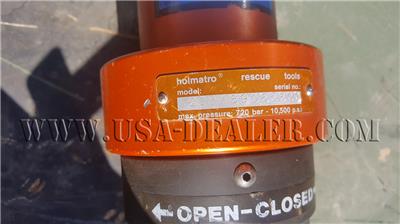 holmatro® rescue tools
model: serial no.:
max. pressure: 720 bar - 10,500 p.s.i.
WWW.USA-DEALER.COM
←OPEN-CLOSED